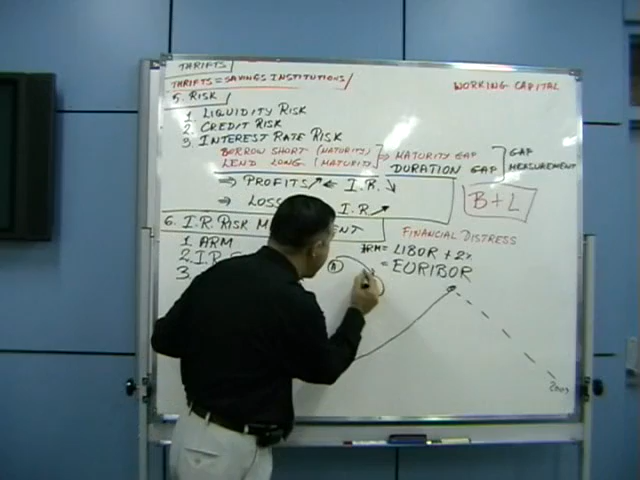 THRIFTS
THRIFTS = SAVINGS INSTITUTIONS
WORKING CAPITAL
5. RISK
1. LIQUIDITY RISK
2. CREDIT RISK
3. INTEREST RATE RISK
BORROW SHORT (MATURITY)
LEND LONG (MATURITY)
⇒ MATURITY GAP
DURATION GAP
GAP
MEASUREMENT
⇒ PROFITS ↗ ⇐ I.R. ↘
⇒ LOSS I.R. ↗
B + L
6. I.R. RISK M ENT
FINANCIAL DISTRESS
1. ARM
ARM = LIBOR + 2%
2. I.R.
= EURIBOR
3
A